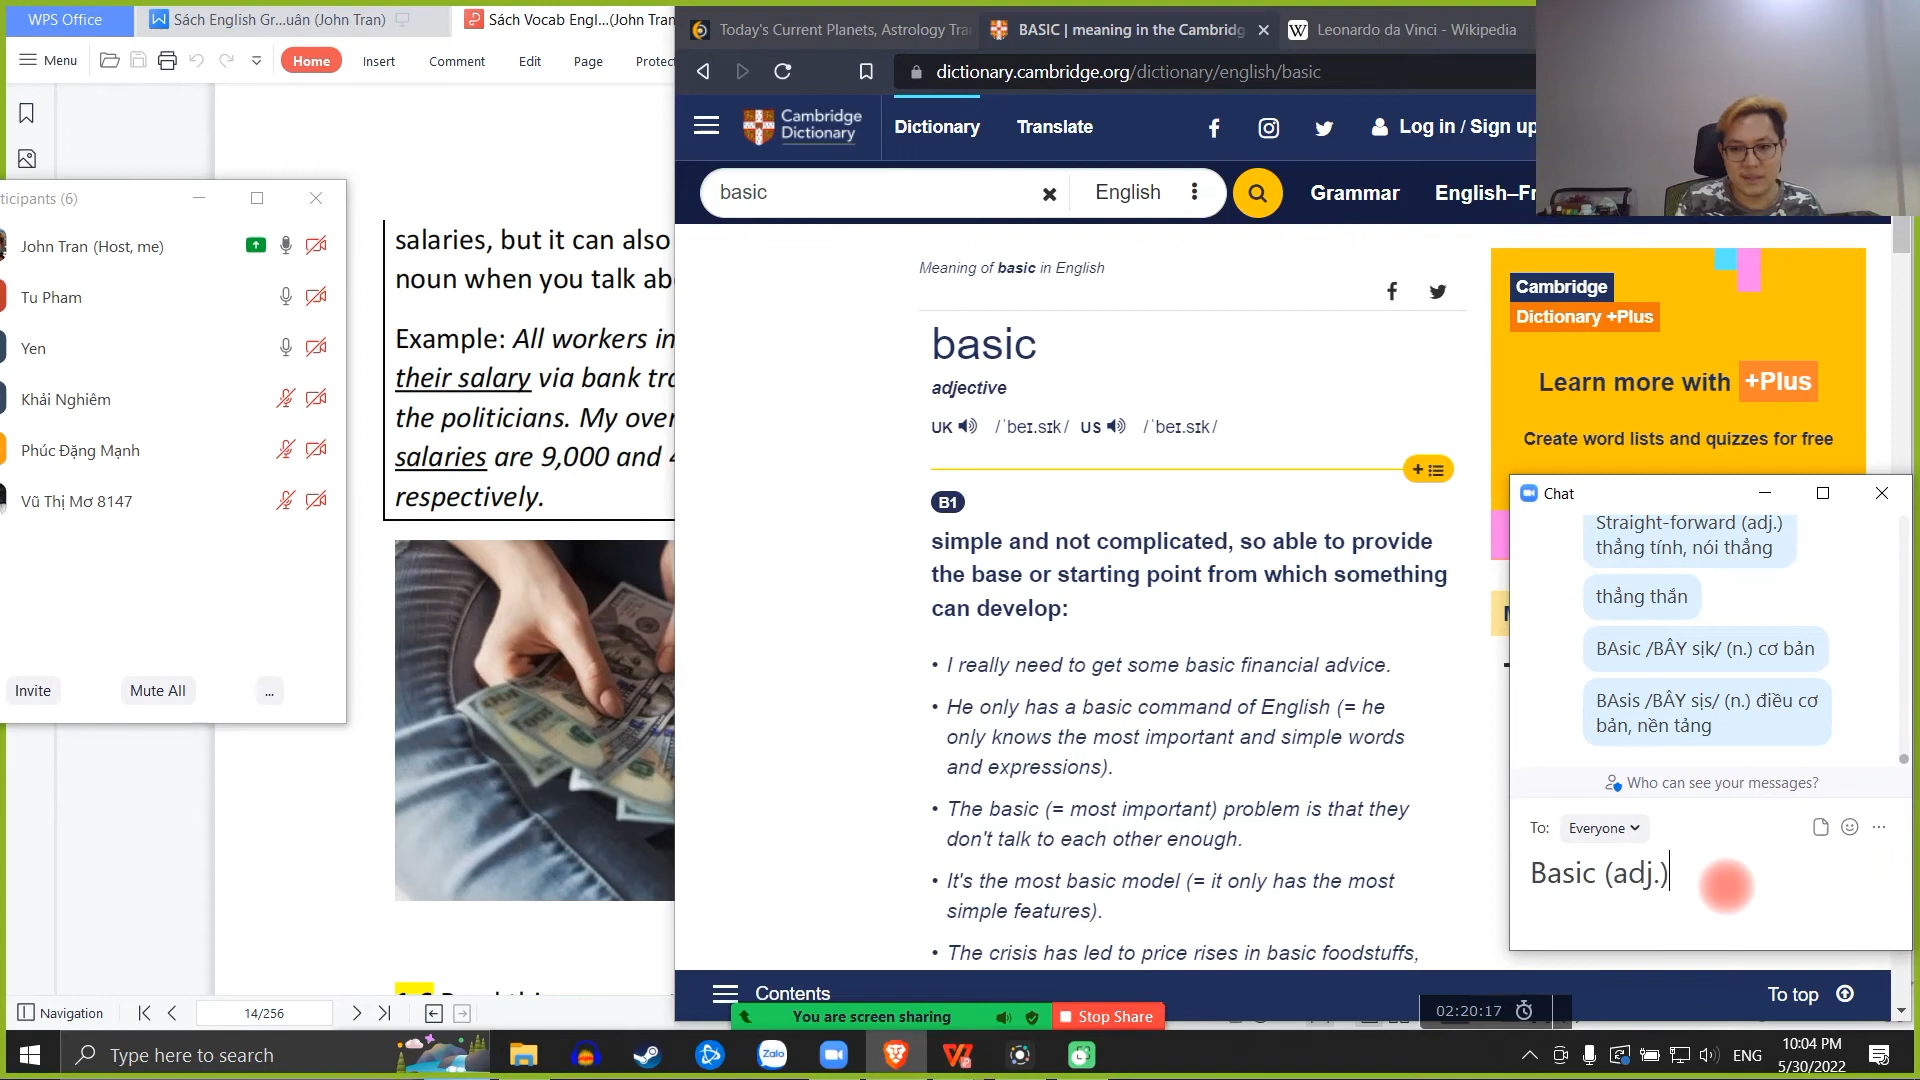 WPS Office
Sách English Gr...uân (John Tran)
Sách Vocab Engl...(John Tran
Menu
Home
Insert
Comment
Edit
Page
Protec
ticipants (6)
John Tran (Host, me)
Tu Pham
Yen
Khải Nghiêm
Phúc Đặng Mạnh
Vũ Thị Mơ 8147
Invite
Mute All
...
salaries, but it can also
noun when you talk ab
Example: All workers in
their salary via bank tra
the politicians. My over
salaries are 9,000 and 4
respectively.
Navigation
14/256
Today's Current Planets, Astrology Tra
BASIC | meaning in the Cambridg
Leonardo da Vinci - Wikipedia
dictionary.cambridge.org/dictionary/english/basic
Cambridge
Dictionary
Dictionary
Translate
Log in / Sign up
basic
English
Grammar
English–Fr
Meaning of basic in English
basic
adjective
UK /ˈbeɪ.sɪk/ US /ˈbeɪ.sɪk/
B1
simple and not complicated, so able to provide
the base or starting point from which something
can develop:
• I really need to get some basic financial advice.
• He only has a basic command of English (= he
only knows the most important and simple words
and expressions).
• The basic (= most important) problem is that they
don't talk to each other enough.
• It's the most basic model (= it only has the most
simple features).
• The crisis has led to price rises in basic foodstuffs,
Contents
To top
Cambridge
Dictionary +Plus
Learn more with +Plus
Create word lists and quizzes for free
Chat
Straight-forward (adj.)
thẳng tính, nói thẳng
thẳng thắn
BAsic /BÂY sịk/ (n.) cơ bản
BAsis /BÂY sịs/ (n.) điều cơ
bản, nền tảng
Who can see your messages?
To: Everyone
Basic (adj.)
You are screen sharing
Stop Share
02:20:17
Type here to search
Zalo
ENG
10:04 PM
5/30/2022